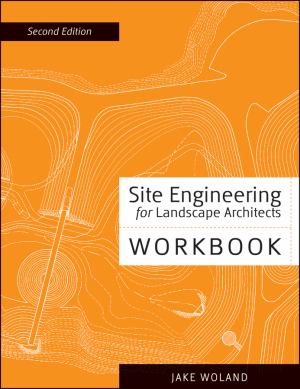 Second Edition
Site Engineering
for Landscape Architects
WORKBOOK
JAKE WOLAND